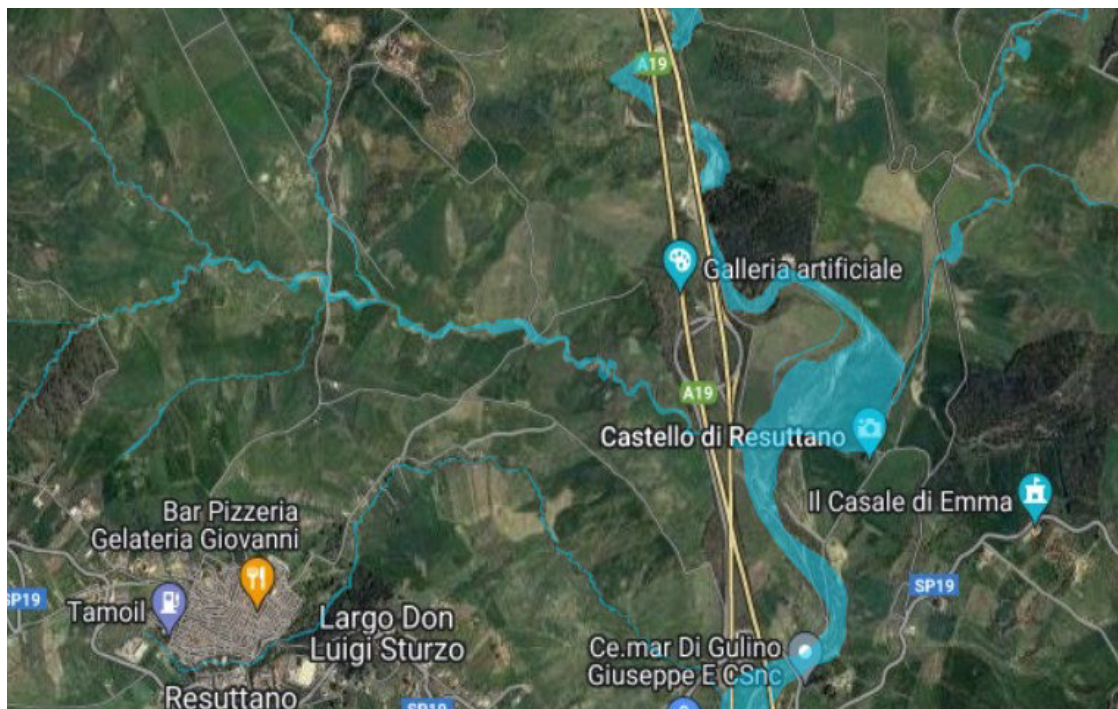 A19
Galleria artificiale
A19
Castello di Resuttano
Il Casale di Emma
Bar Pizzeria
Gelateria Giovanni
SP19
SP19
Tamoil
Largo Don
Luigi Sturzo
Ce.mar Di Gulino
Giuseppe E CSnc
Resuttano
SP19